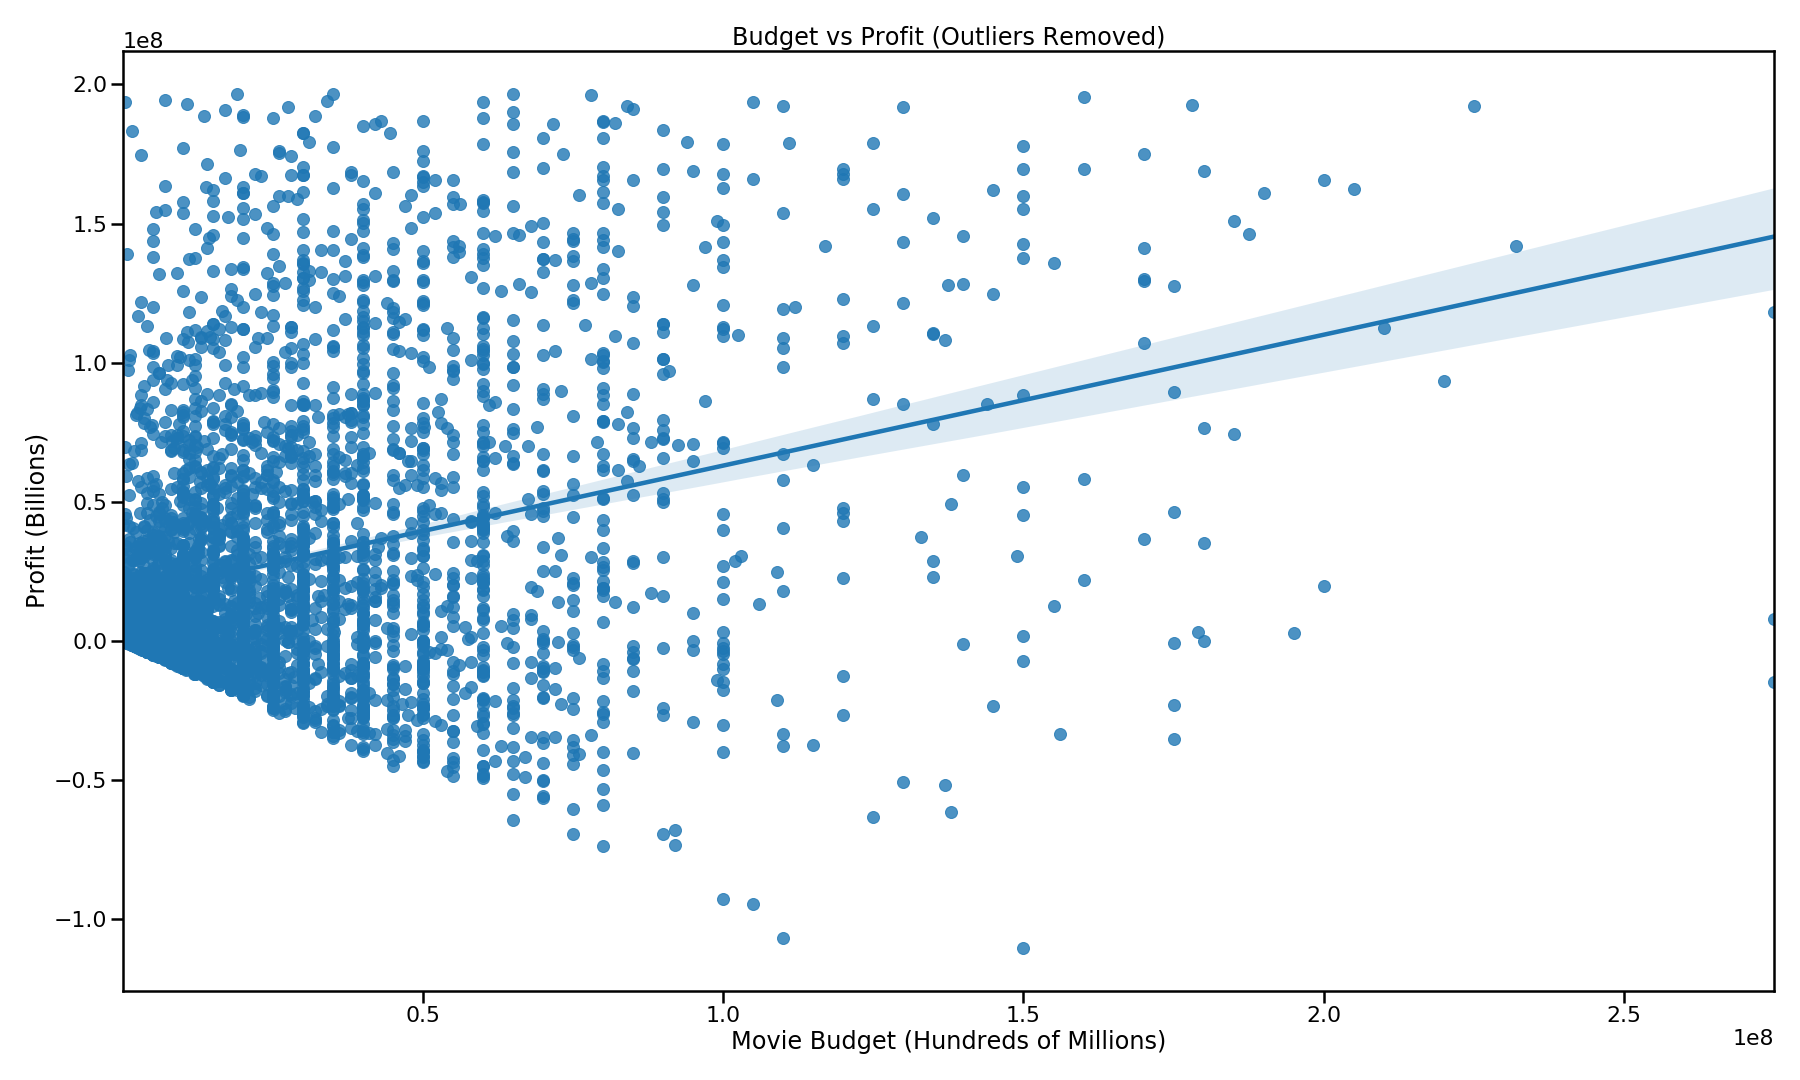 Budget vs Profit (Outliers Removed)
1e8
2.0
1.5
1.0
0.5
0.0
−0.5
−1.0
Profit (Billions)
0.5
1.0
1.5
2.0
2.5
1e8
Movie Budget (Hundreds of Millions)